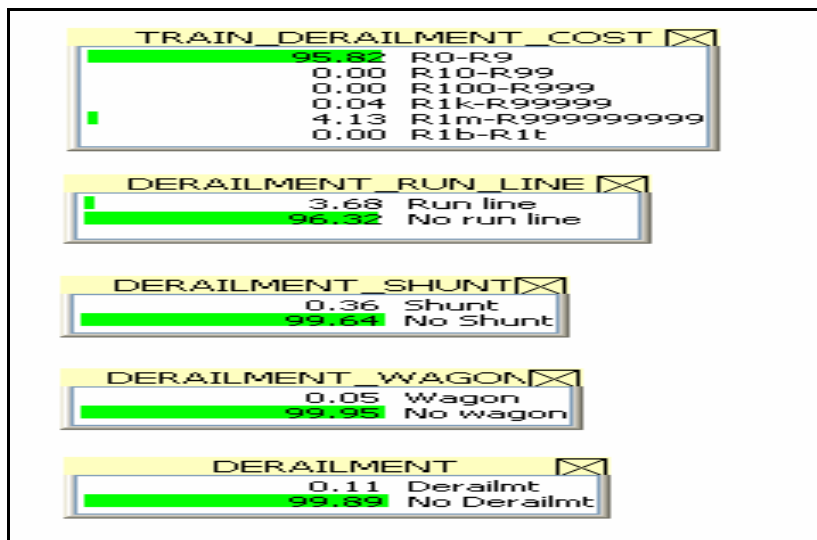 TRAIN_DERAILMENT_COST
95.82 R0-R9
0.00 R10-R99
0.00 R100-R999
0.04 R1k-R99999
4.13 R1m-R999999999
0.00 R1b-R1t
DERAILMENT_RUN_LINE
3.68 Run line
96.32 No run line
DERAILMENT_SHUNT
0.36 Shunt
99.64 No Shunt
DERAILMENT_WAGON
0.05 Wagon
99.95 No wagon
DERAILMENT
0.11 Derailmt
99.89 No Derailmt